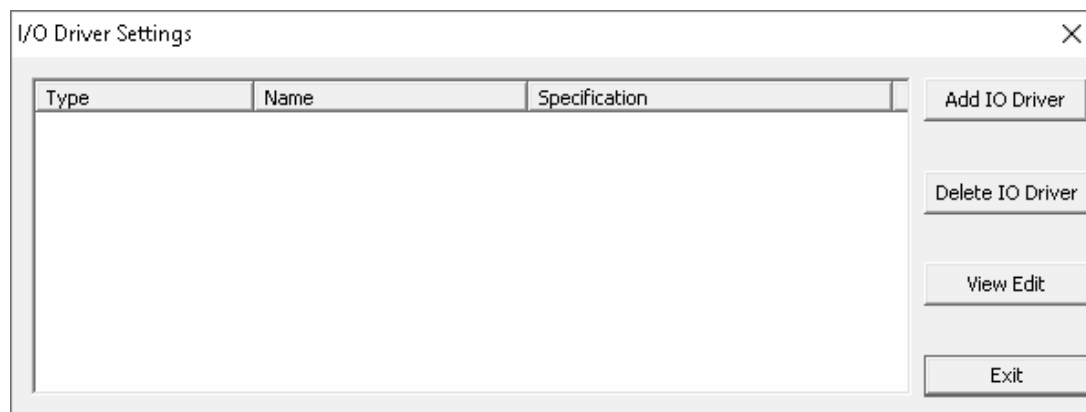 I/O Driver Settings
Type Name Specification
Add IO Driver
Delete IO Driver
View Edit
Exit